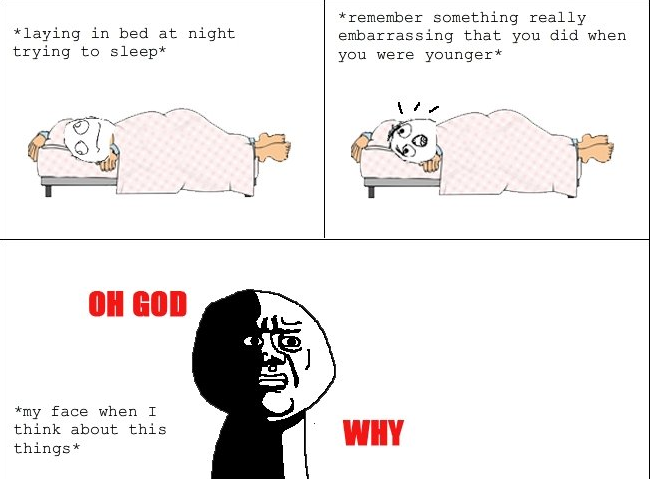 *laying in bed at night
trying to sleep*
*remember something really
embarrassing that you did when
you were younger*
OH GOD
*my face when I
think about this
things*
WHY